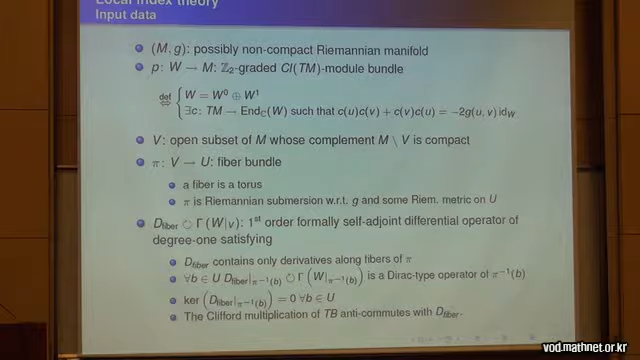 Local index theory
Input data
(M, g): possibly non-compact Riemannian manifold
p: W → M: ℤ₂-graded Cl(TM)-module bundle
def ⇔ { W = W⁰ ⊕ W¹
∃c: TM → End_ℂ(W) such that c(u)c(v) + c(v)c(u) = −2g(u, v) id_W
V: open subset of M whose complement M \ V is compact
π: V → U: fiber bundle
a fiber is a torus
π is Riemannian submersion w.r.t. g and some Riem. metric on U
D_fiber ↻ Γ(W|_V): 1st order formally self-adjoint differential operator of
degree-one satisfying
D_fiber contains only derivatives along fibers of π
∀b ∈ U D_fiber|_π⁻¹(b) ↻ Γ(W|_π⁻¹(b)) is a Dirac-type operator of π⁻¹(b)
ker(D_fiber|_π⁻¹(b)) = 0 ∀b ∈ U
The Clifford multiplication of TB anti-commutes with D_fiber.
vod.mathnet.or.kr